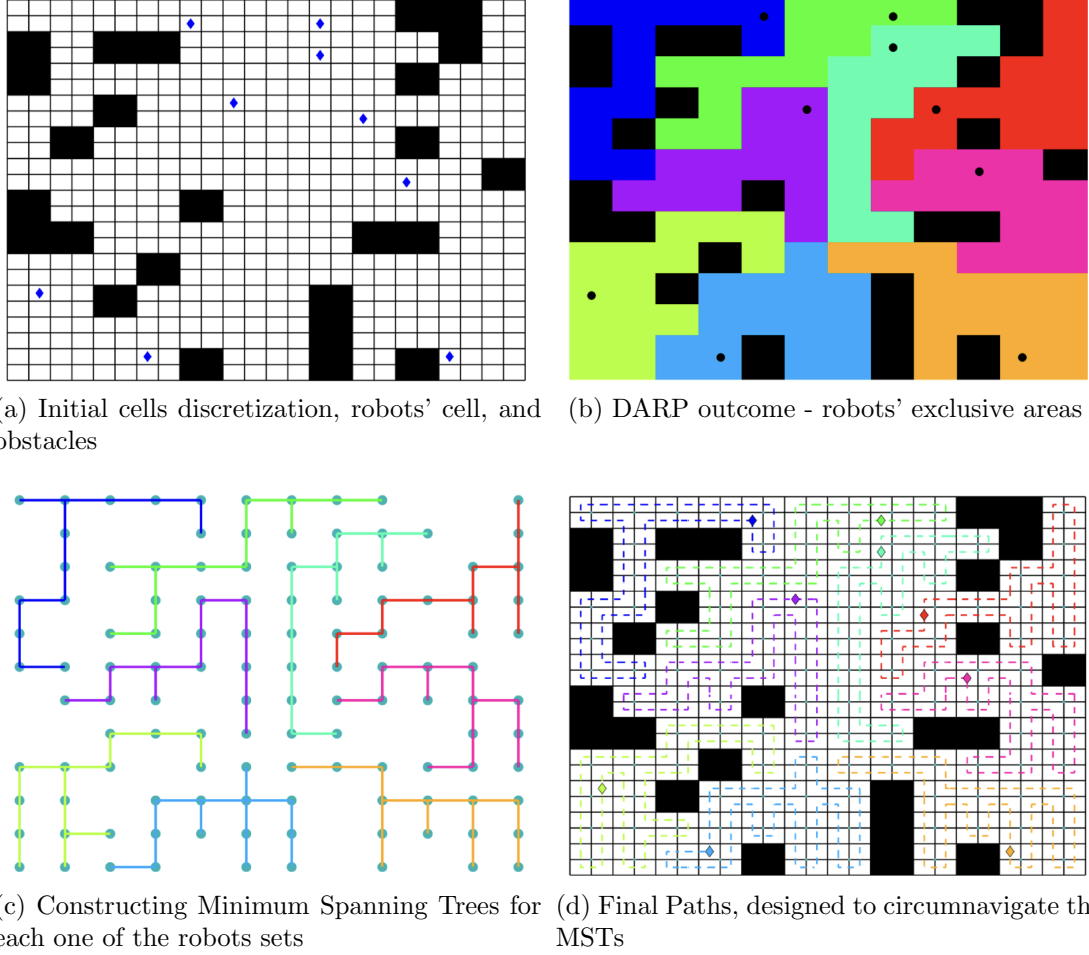 (a) Initial cells discretization, robots' cell, and
obstacles
(b) DARP outcome - robots' exclusive areas
(c) Constructing Minimum Spanning Trees for
each one of the robots sets
(d) Final Paths, designed to circumnavigate th
MSTs